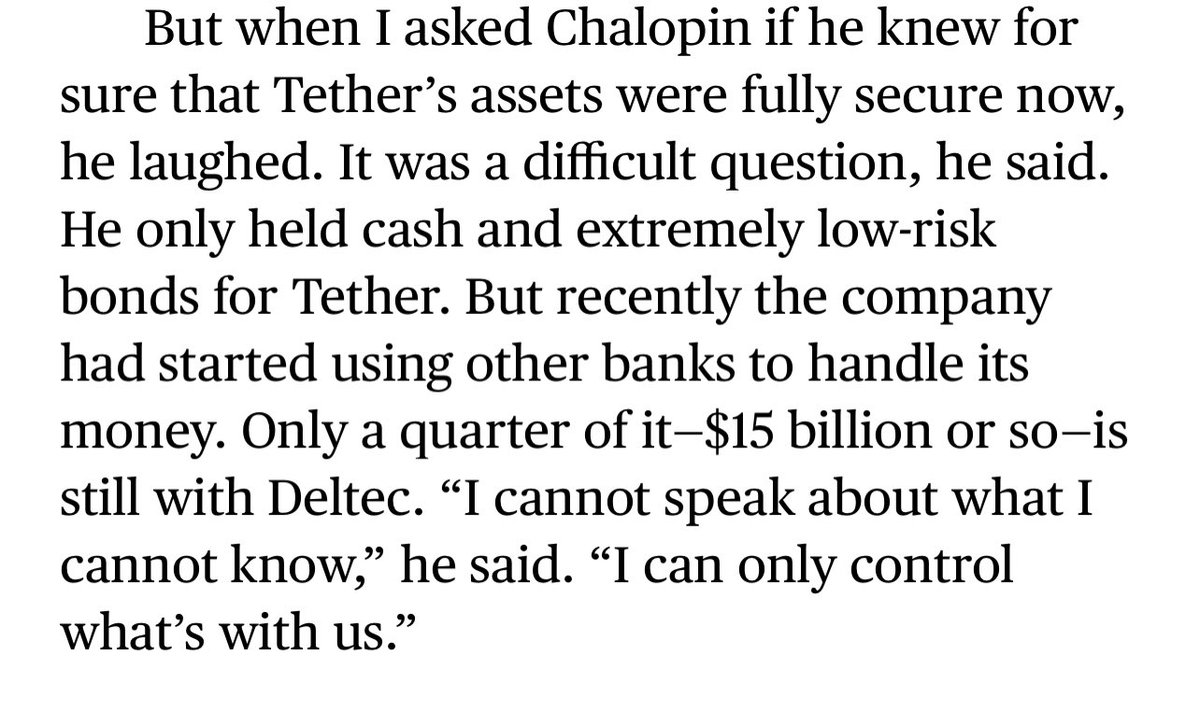 But when I asked Chalopin if he knew for
sure that Tether’s assets were fully secure now,
he laughed. It was a difficult question, he said.
He only held cash and extremely low-risk
bonds for Tether. But recently the company
had started using other banks to handle its
money. Only a quarter of it—$15 billion or so—is
still with Deltec. “I cannot speak about what I
cannot know,” he said. “I can only control
what’s with us.”